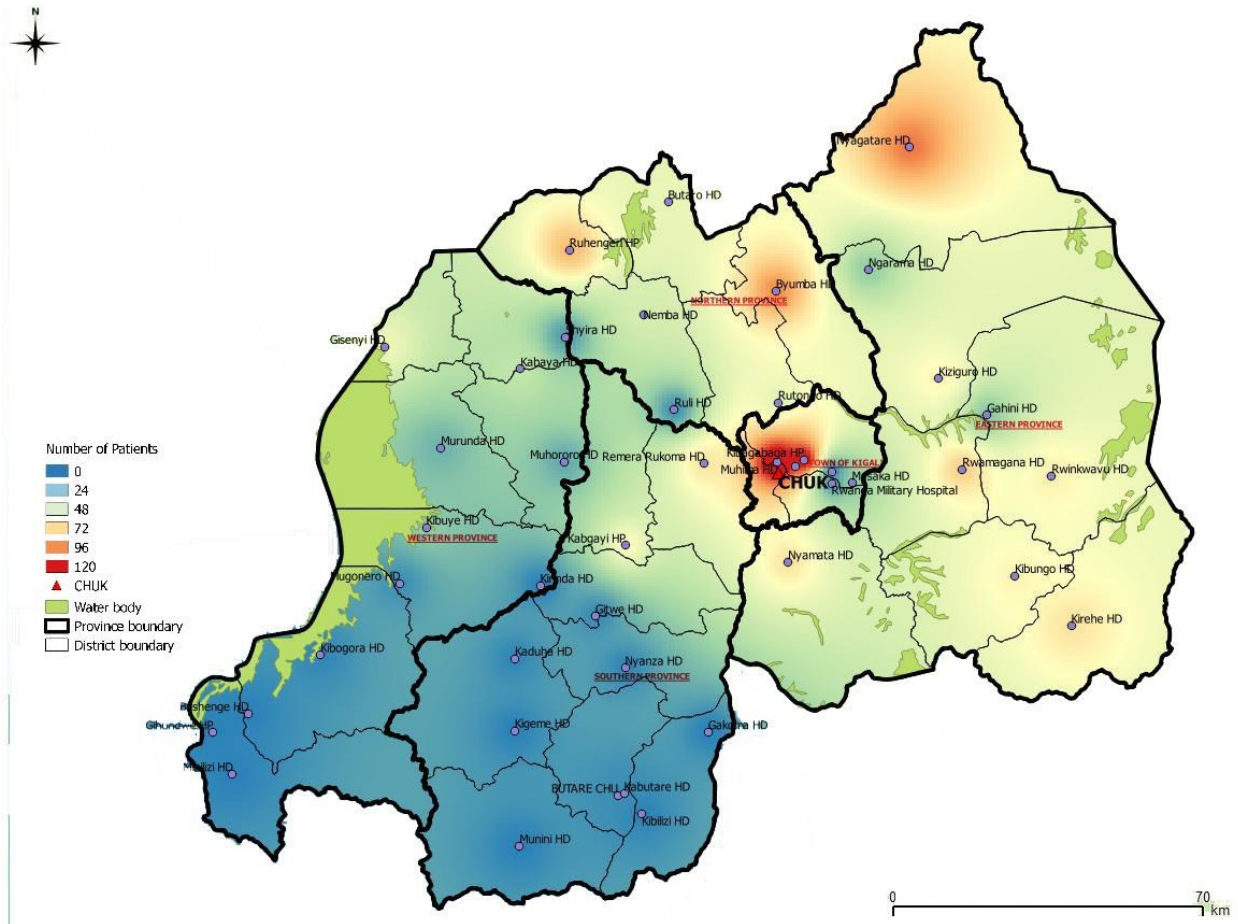 N
Nyagatare HD
Butaro HD
Ruhengeri HP
Ngarama HD
Byumba HD
NORTHERN PROVINCE
Nemba HD
Shyira HD
Gisenyi HD
Kabaya HD
Kiziguro HD
Rutongo HD
Ruli HD
Gahini HD
EASTERN PROVINCE
Murunda HD
Muhororo HD
Remera Rukoma HD
Kibagabaga HP
TOWN OF KIGAL
Muhima HD
Rwamagana HD
Rwinkwavu HD
Masaka HD
CHUK
Rwanda Military Hospital
Kibuye HD
WESTERN PROVINCE
Kabgayi HP
Nyamata HD
Kibungo HD
Mugonero HD
Kirinda HD
Gitwe HD
Kirehe HD
Kibogora HD
Kaduha HD
Nyanza HD
SOUTHERN PROVINCE
Bushenge HD
Gihundwe HP
Kigeme HD
Gakoma HD
Mibilizi HD
BUTARE CHU
Kabutare HD
Kibilizi HD
Munini HD
Number of Patients
0
24
48
72
96
120
CHUK
Water body
Province boundary
District boundary
0 70
km